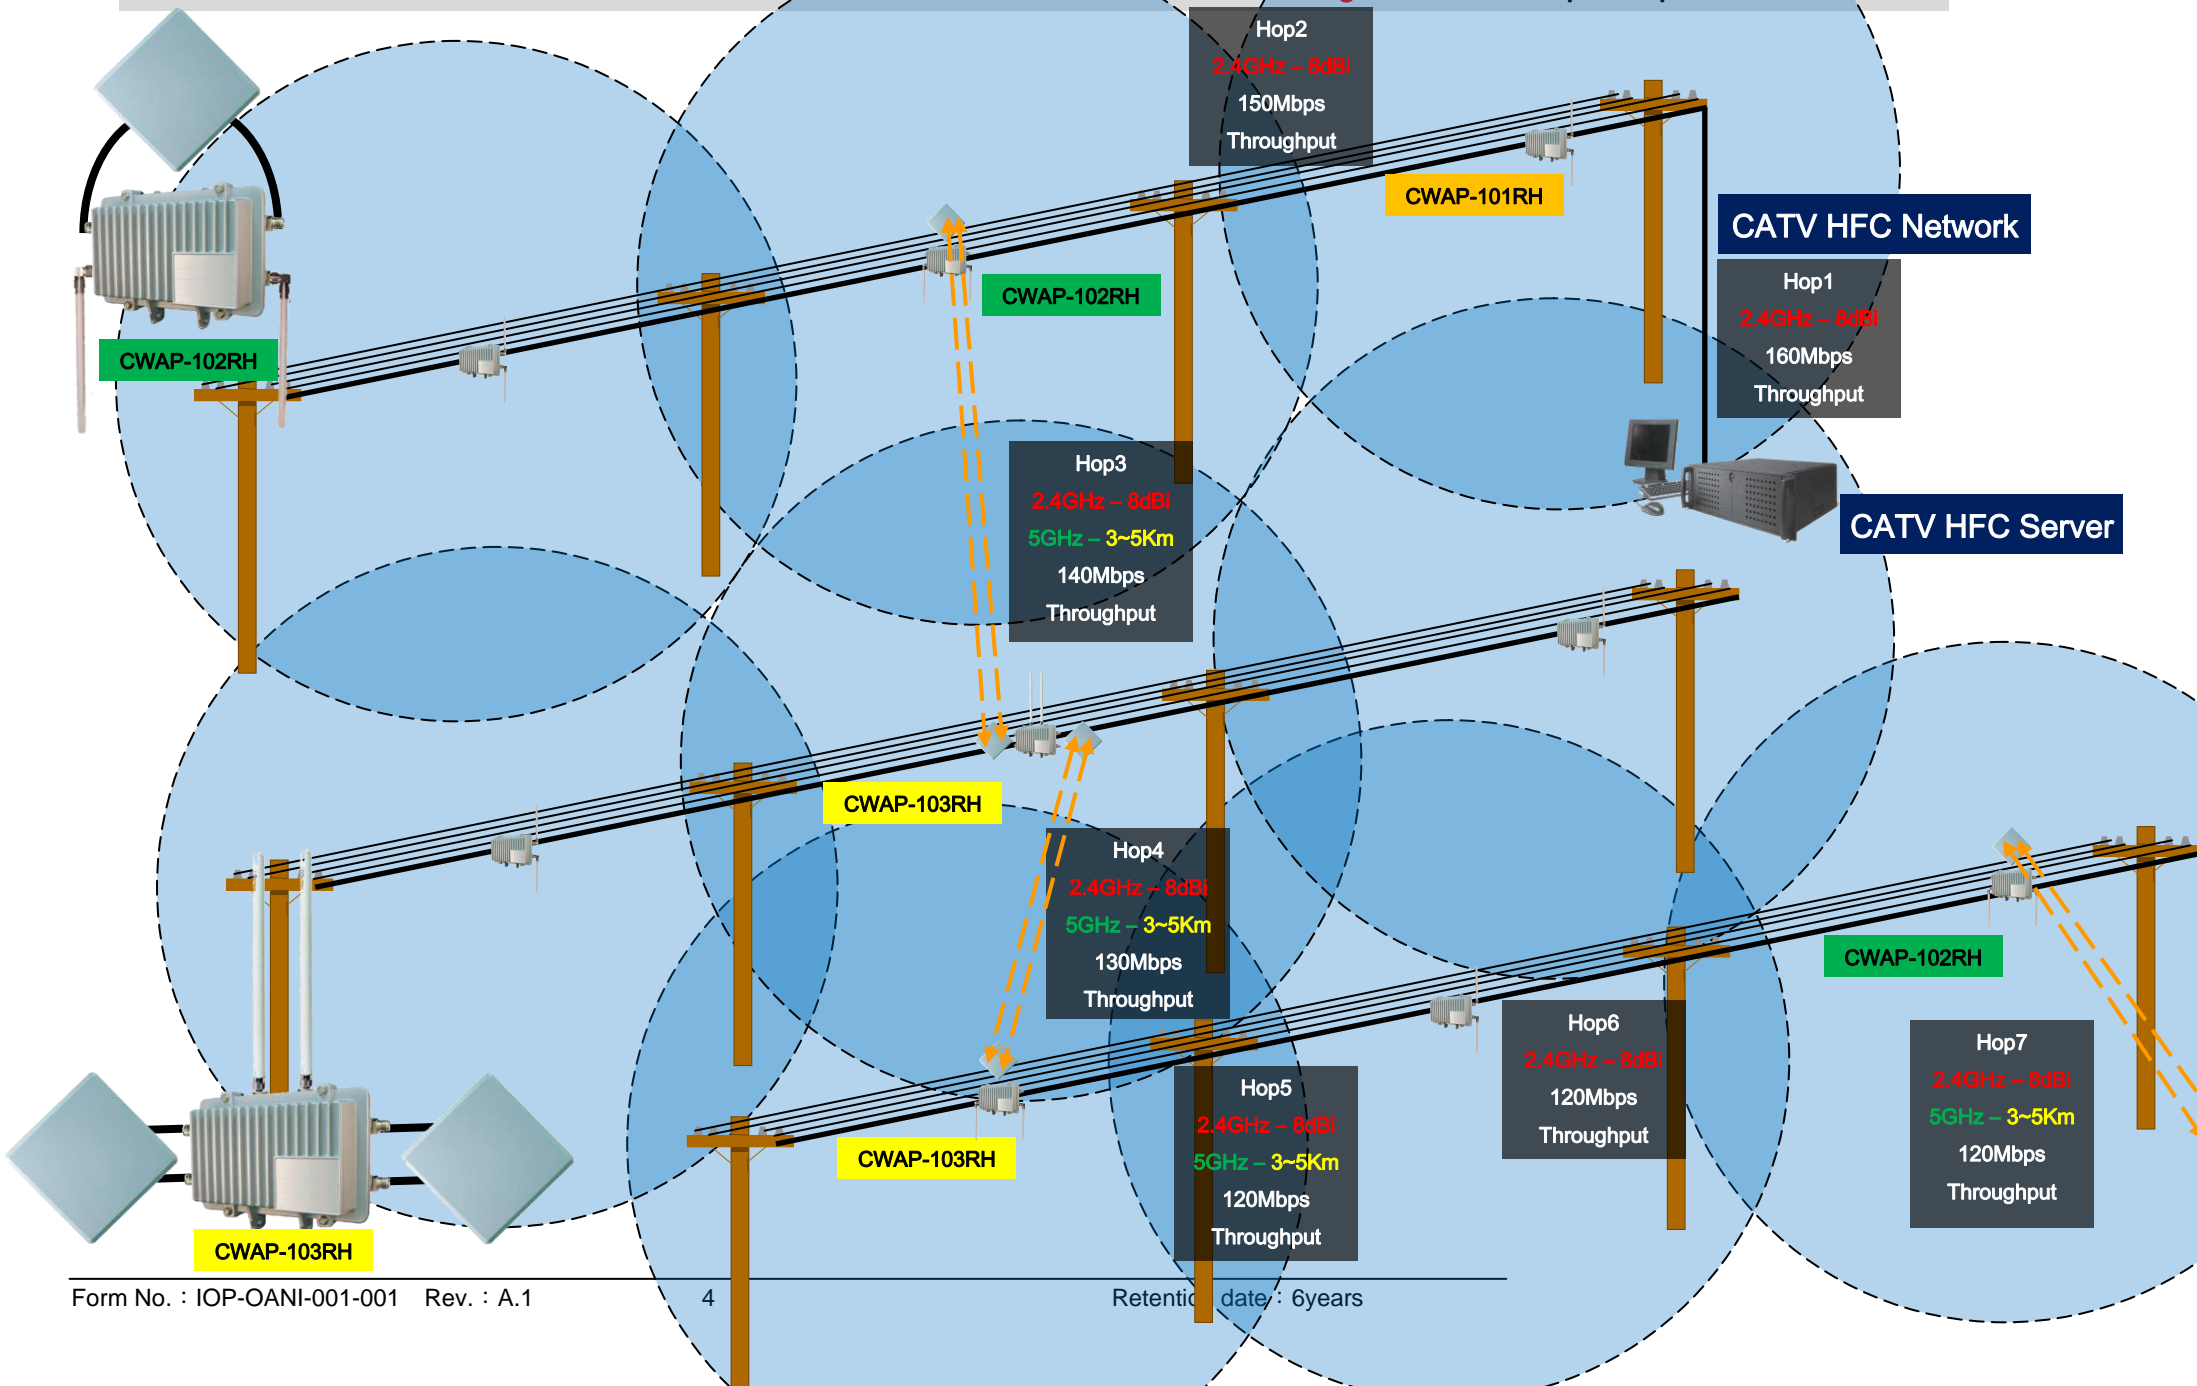 Hop2
2.4GHz – 8dBi
150Mbps
Throughput
CWAP-101RH
CATV HFC Network
Hop1
2.4GHz – 8dBi
160Mbps
Throughput
CWAP-102RH
CWAP-102RH
CATV HFC Server
Hop3
2.4GHz – 8dBi
5GHz – 3~5Km
140Mbps
Throughput
CWAP-103RH
Hop4
2.4GHz – 8dBi
5GHz – 3~5Km
130Mbps
Throughput
CWAP-102RH
Hop6
2.4GHz – 8dBi
120Mbps
Throughput
Hop7
2.4GHz – 8dBi
5GHz – 3~5Km
120Mbps
Throughput
Hop5
2.4GHz – 8dBi
5GHz – 3~5Km
120Mbps
Throughput
CWAP-103RH
CWAP-103RH
Form No.：IOP-OANI-001-001 Rev.：A.1 4 Retention date：6years